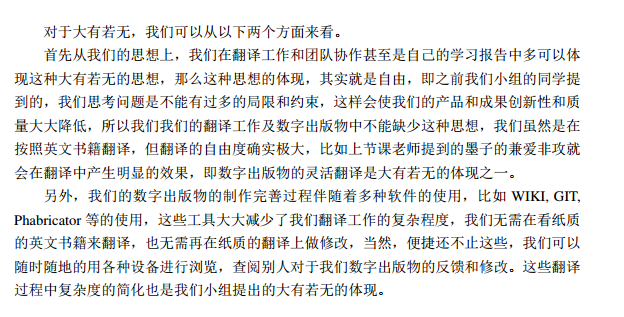 对于大有若无，我们可以从以下两个方面来看。
首先从我们的思想上，我们在翻译工作和团队协作甚至是自己的学习报告中多可以体
现这种大有若无的思想，那么这种思想的体现，其实就是自由，即之前我们小组的同学提
到的，我们思考问题是不能有过多的局限和约束，这样会使我们的产品和成果创新性和质
量大大降低，所以我们我们的翻译工作及数字出版物中不能缺少这种思想，我们虽然是在
按照英文书籍翻译，但翻译的自由度确实极大，比如上节课老师提到的墨子的兼爱非攻就
会在翻译中产生明显的效果，即数字出版物的灵活翻译是大有若无的体现之一。
另外，我们的数字出版物的制作完善过程伴随着多种软件的使用，比如 WIKI, GIT,
Phabricator 等的使用，这些工具大大减少了我们翻译工作的复杂程度，我们无需在看纸质
的英文书籍来翻译，也无需再在纸质的翻译上做修改，当然，便捷还不止这些，我们可以
随时随地的用各种设备进行浏览，查阅别人对于我们数字出版物的反馈和修改。这些翻译
过程中复杂度的简化也是我们小组提出的大有若无的体现。